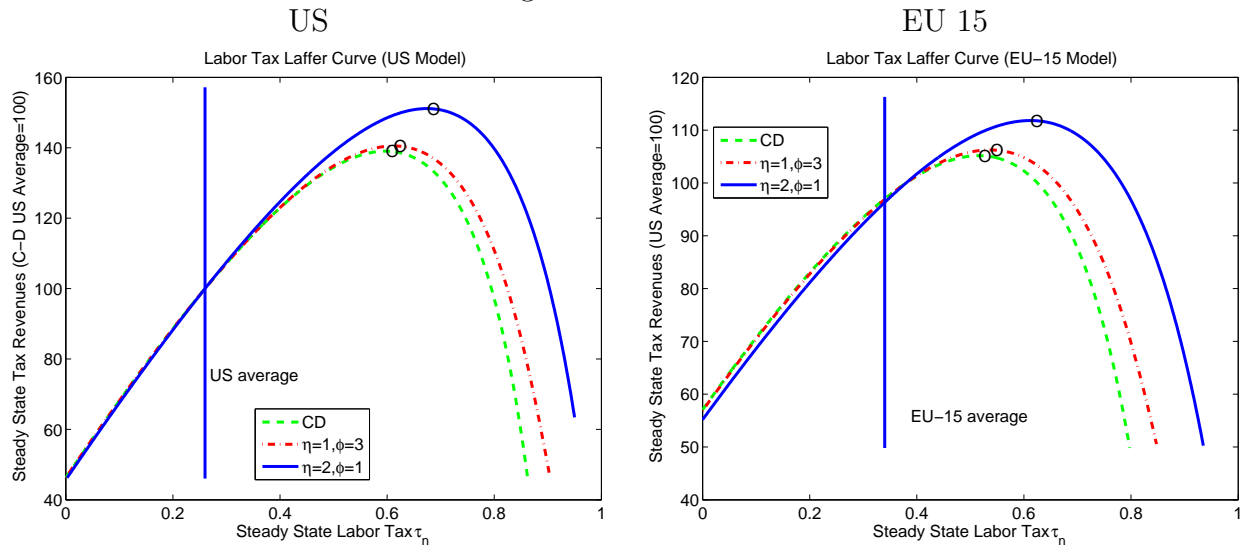 US
EU 15
Labor Tax Laffer Curve (US Model)
Steady State Tax Revenues (C−D US Average=100)
160
140
120
100
80
60
40
US average
CD
η=1,ϕ=3
η=2,ϕ=1
0
0.2
0.4
0.6
0.8
1
Steady State Labor Tax τn
Labor Tax Laffer Curve (EU−15 Model)
Steady State Tax Revenues (US Average=100)
120
110
100
90
80
70
60
50
40
CD
η=1,ϕ=3
η=2,ϕ=1
EU−15 average
0
0.2
0.4
0.6
0.8
1
Steady State Labor Tax τn